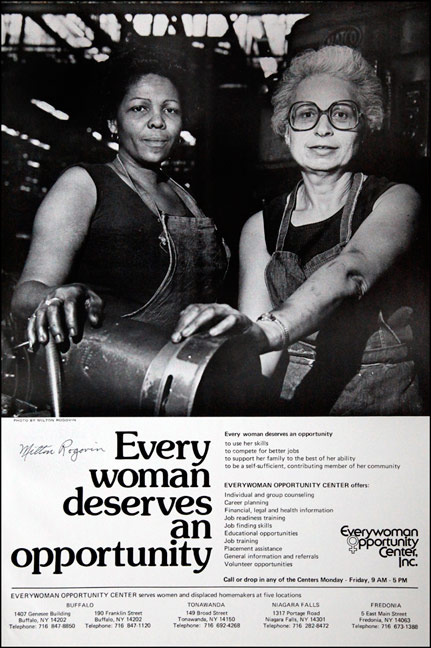 PHOTO BY MILTON ROGOVIN
Milton Rogovin
Every
woman
deserves
an
opportunity
Every woman deserves an opportunity
to use her skills
to compete for better jobs
to support her family to the best of her ability
to be a self-sufficient, contributing member of her community
EVERYWOMAN OPPORTUNITY CENTER offers:
Individual and group counseling
Career planning
Financial, legal and health information
Job readiness training
Job finding skills
Educational opportunities
Job training
Placement assistance
General information and referrals
Volunteer opportunities
Everywoman
Opportunity
Center,
Inc.
Call or drop in any of the Centers Monday - Friday, 9 AM - 5 PM
EVERYWOMAN OPPORTUNITY CENTER serves women and displaced homemakers at five locations
BUFFALO
1407 Genesee Building
Buffalo, NY 14202
Telephone: 716 847-8850
190 Franklin Street
Buffalo, NY 14202
Telephone: 716 847-1120
TONAWANDA
149 Broad Street
Tonawanda, NY 14150
Telephone: 716 692-4268
NIAGARA FALLS
1317 Portage Road
Niagara Falls, NY 14301
Telephone: 716 282-8472
FREDONIA
5 East Main Street
Fredonia, NY 14063
Telephone: 716 673-1388